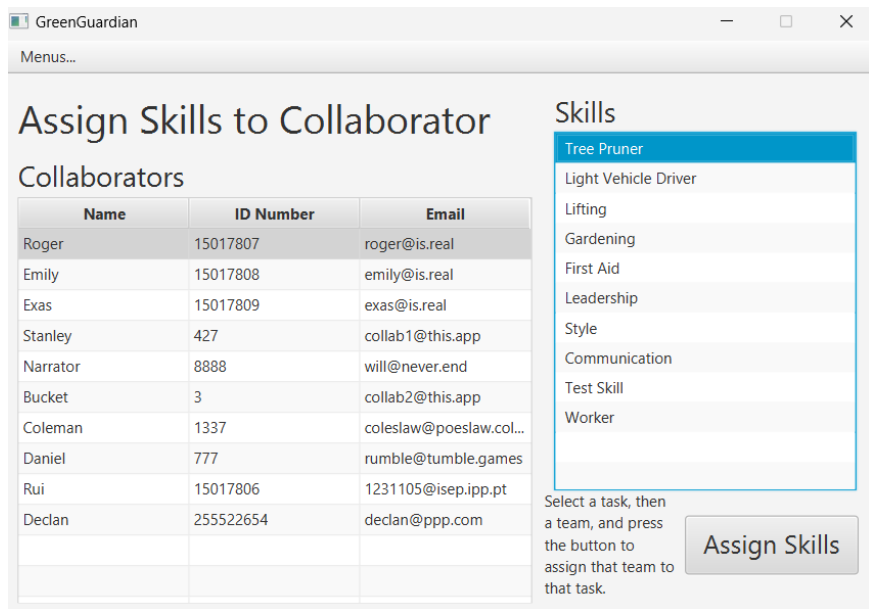 GreenGuardian
Menus...
Assign Skills to Collaborator
Collaborators
Name ID Number Email
Roger 15017807 roger@is.real
Emily 15017808 emily@is.real
Exas 15017809 exas@is.real
Stanley 427 collab1@this.app
Narrator 8888 will@never.end
Bucket 3 collab2@this.app
Coleman 1337 coleslaw@poeslaw.col...
Daniel 777 rumble@tumble.games
Rui 15017806 1231105@isep.ipp.pt
Declan 255522654 declan@ppp.com
Skills
Tree Pruner
Light Vehicle Driver
Lifting
Gardening
First Aid
Leadership
Style
Communication
Test Skill
Worker
Select a task, then
a team, and press
the button to
assign that team to
that task.
Assign Skills